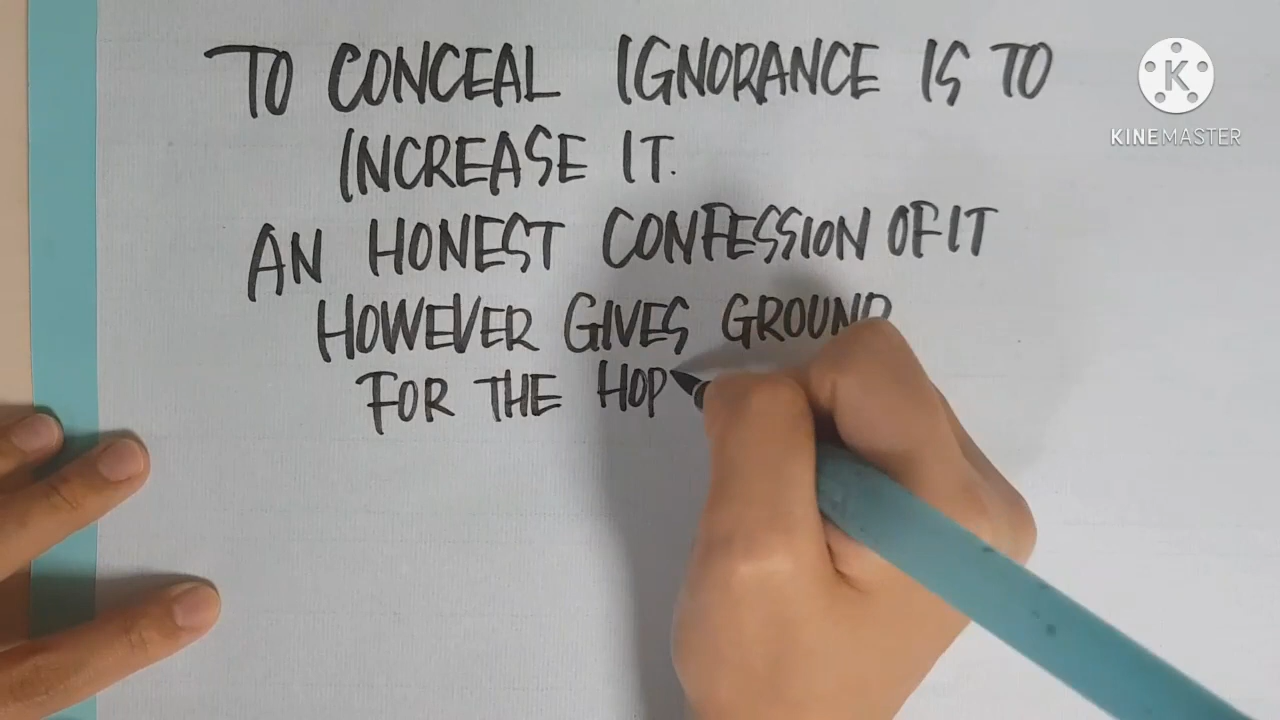 TO CONCEAL IGNORANCE IS TO
INCREASE IT.
AN HONEST CONFESSION OF IT
HOWEVER GIVES GROUND
FOR THE HOP
KINEMASTER